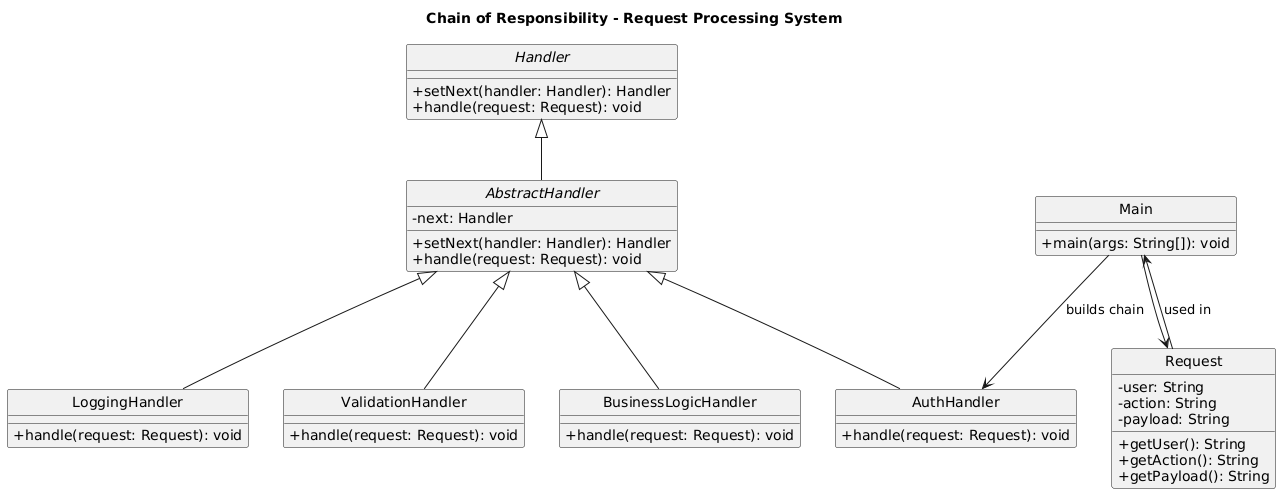 Chain of Responsibility - Request Processing System
Handler
+setNext(handler: Handler): Handler
+handle(request: Request): void
AbstractHandler
-next: Handler
+setNext(handler: Handler): Handler
+handle(request: Request): void
Main
+main(args: String[]): void
builds chain
used in
LoggingHandler
+handle(request: Request): void
ValidationHandler
+handle(request: Request): void
BusinessLogicHandler
+handle(request: Request): void
AuthHandler
+handle(request: Request): void
Request
-user: String
-action: String
-payload: String
+getUser(): String
+getAction(): String
+getPayload(): String